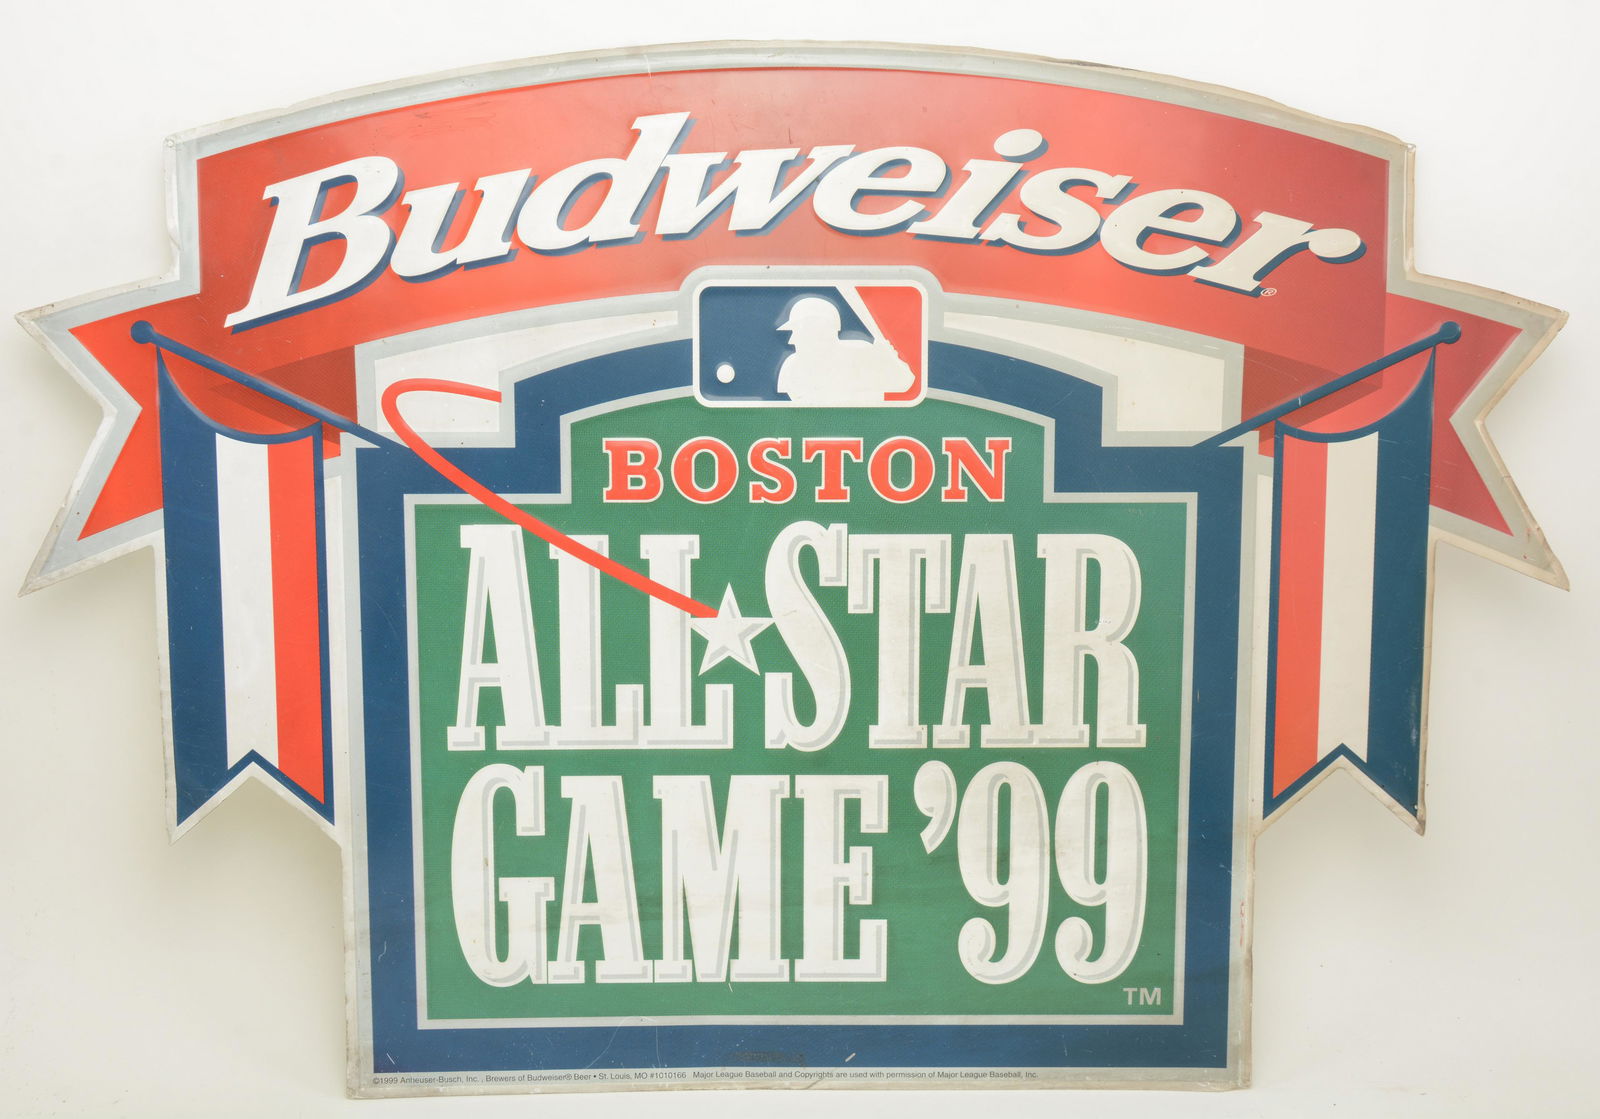 Budweiser®
BOSTON
ALL★STAR
GAME '99
TM
©1999 Anheuser-Busch, Inc. , Brewers of Budweiser® Beer • St. Louis, MO #1010166 Major League Baseball and Copyrights are used with permission of Major League Baseball, Inc.